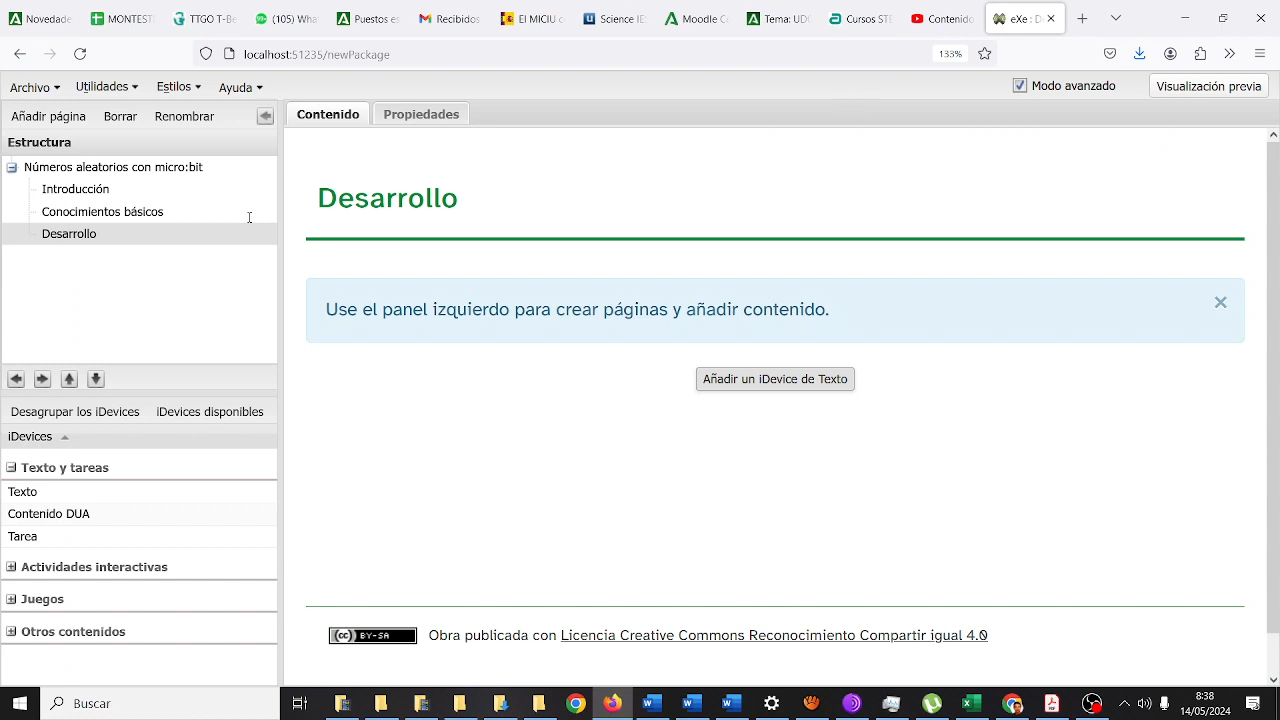 Novedade
MONTEST
TTGO T-Be
(105) Wha
Puestos es
Recibidos
El MICIU o
Science IES
Moodle C
Tema: UDI
Cursos STE
Contenido
eXe : D
localhost:51235/newPackage
133%
Archivo
Utilidades
Estilos
Ayuda
Modo avanzado
Visualización previa
Añadir página
Borrar
Renombrar
Contenido
Propiedades
Estructura
Números aleatorios con micro:bit
Introducción
Conocimientos básicos
Desarrollo
Desarrollo
Use el panel izquierdo para crear páginas y añadir contenido.
Añadir un iDevice de Texto
Desagrupar los iDevices
iDevices disponibles
iDevices
Texto y tareas
Texto
Contenido DUA
Tarea
Actividades interactivas
Juegos
Otros contenidos
(cc) BY-SA
Obra publicada con Licencia Creative Commons Reconocimiento Compartir igual 4.0
Buscar
8:38
14/05/2024